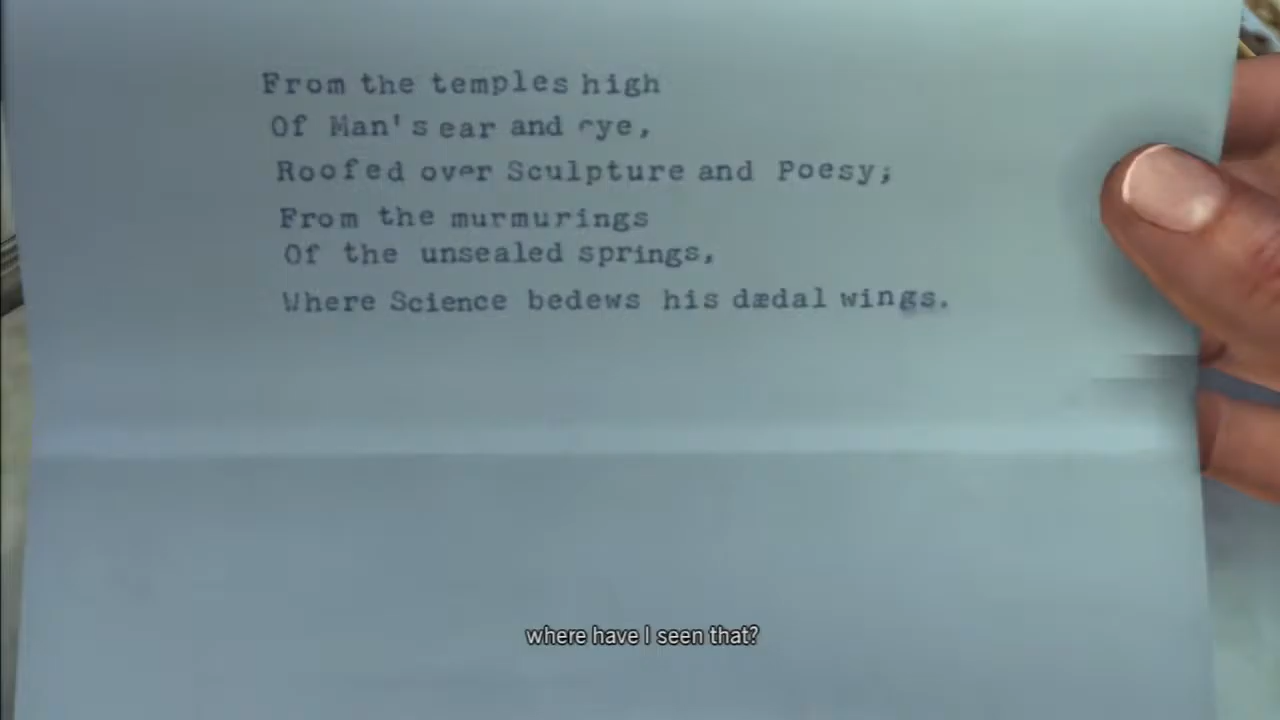 From the temples high
Of Man's ear and eye,
Roofed over Sculpture and Poesy;
From the murmurings
Of the unsealed springs,
Where Science bedews his dædal wings.
where have I seen that?